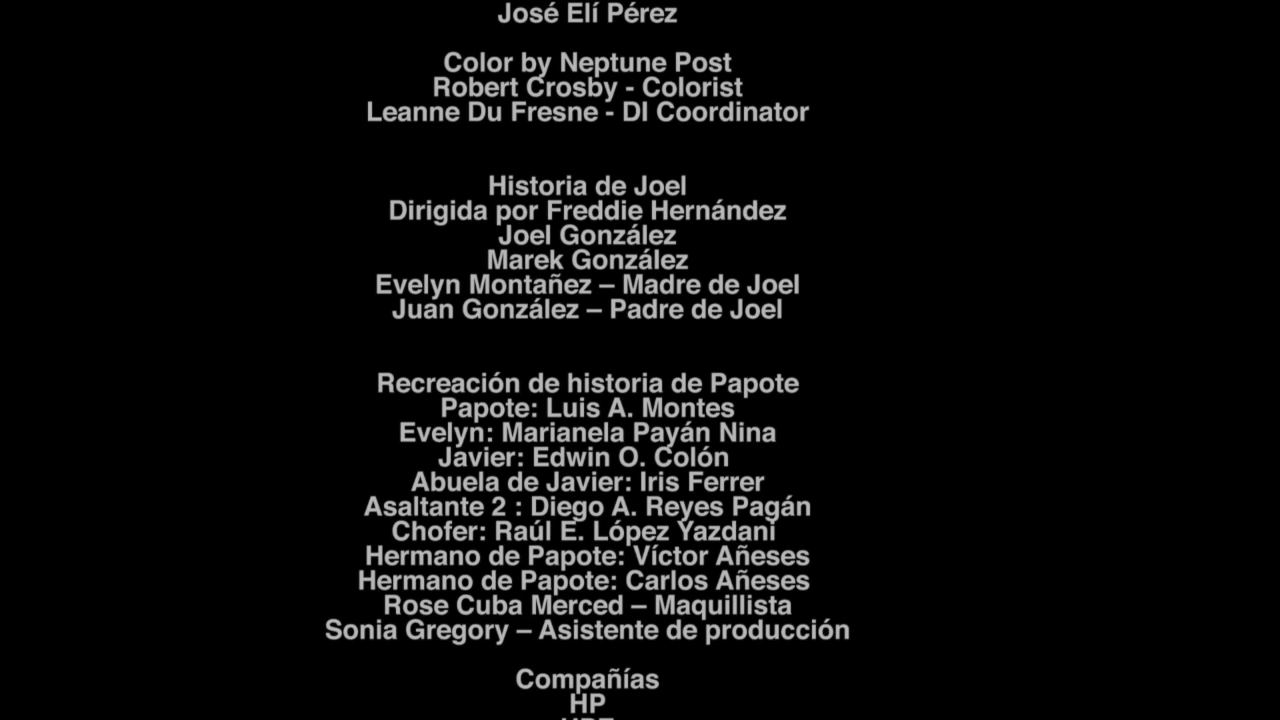 José Elí Pérez
Color by Neptune Post
Robert Crosby - Colorist
Leanne Du Fresne - DI Coordinator
Historia de Joel
Dirigida por Freddie Hernández
Joel González
Marek González
Evelyn Montañez – Madre de Joel
Juan González – Padre de Joel
Recreación de historia de Papote
Papote: Luis A. Montes
Evelyn: Marianela Payán Nina
Javier: Edwin O. Colón
Abuela de Javier: Iris Ferrer
Asaltante 2 : Diego A. Reyes Pagán
Chofer: Raúl E. López Yazdani
Hermano de Papote: Víctor Añeses
Hermano de Papote: Carlos Añeses
Rose Cuba Merced – Maquillista
Sonia Gregory – Asistente de producción
Compañías
HP